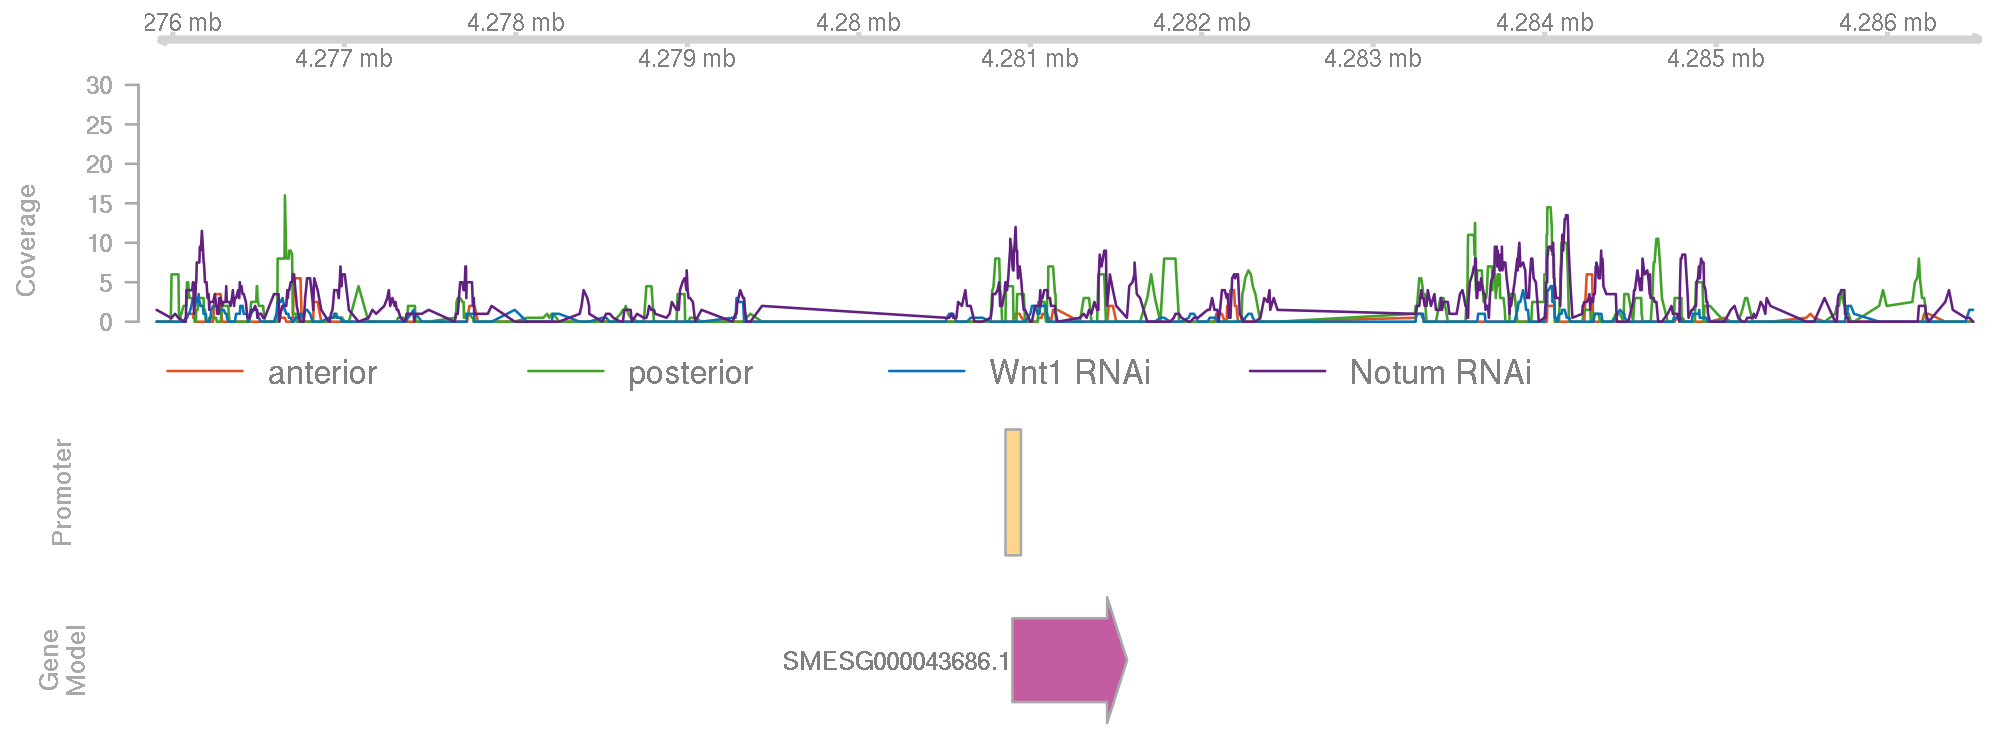 276 mb 4.278 mb 4.28 mb 4.282 mb 4.284 mb 4.286 mb
4.277 mb 4.279 mb 4.281 mb 4.283 mb 4.285 mb
Coverage
30
25
20
15
10
5
0
anterior posterior Wnt1 RNAi Notum RNAi
Promoter
Gene
Model
SMESG000043686.1